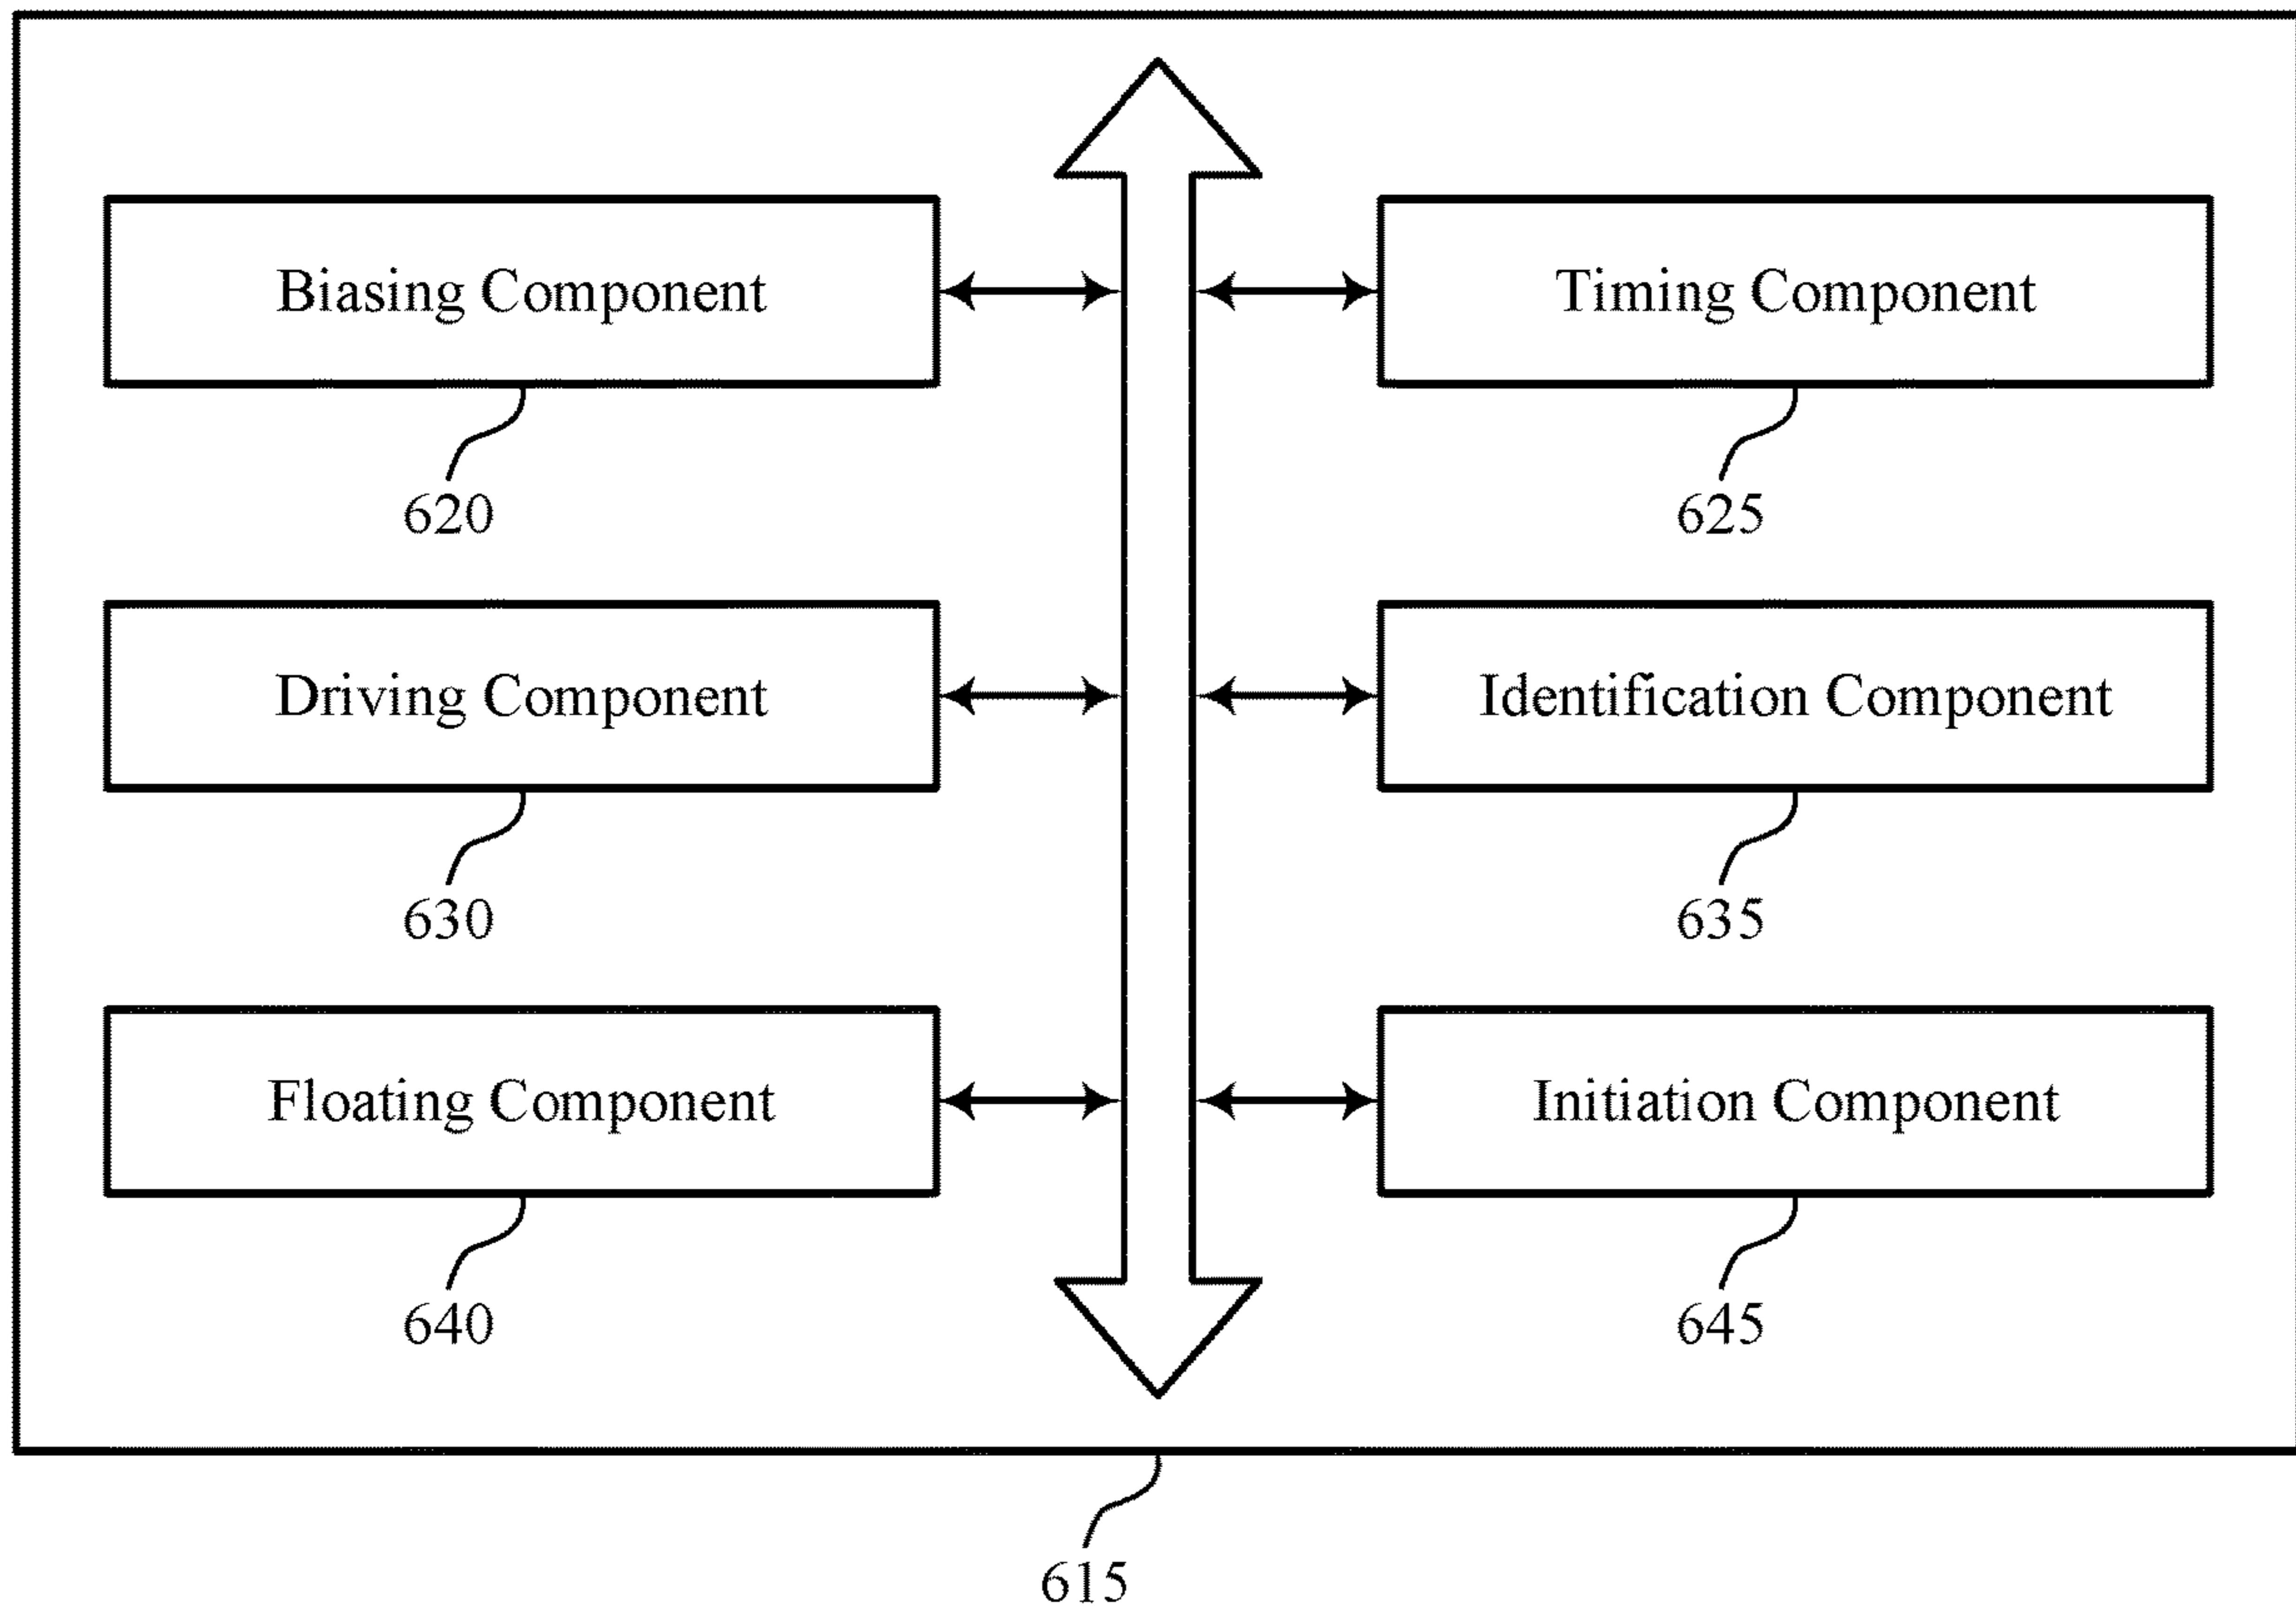 Biasing Component
Timing Component
620
625
Driving Component
Identification Component
630
635
Floating Component
Initiation Component
640
645
615